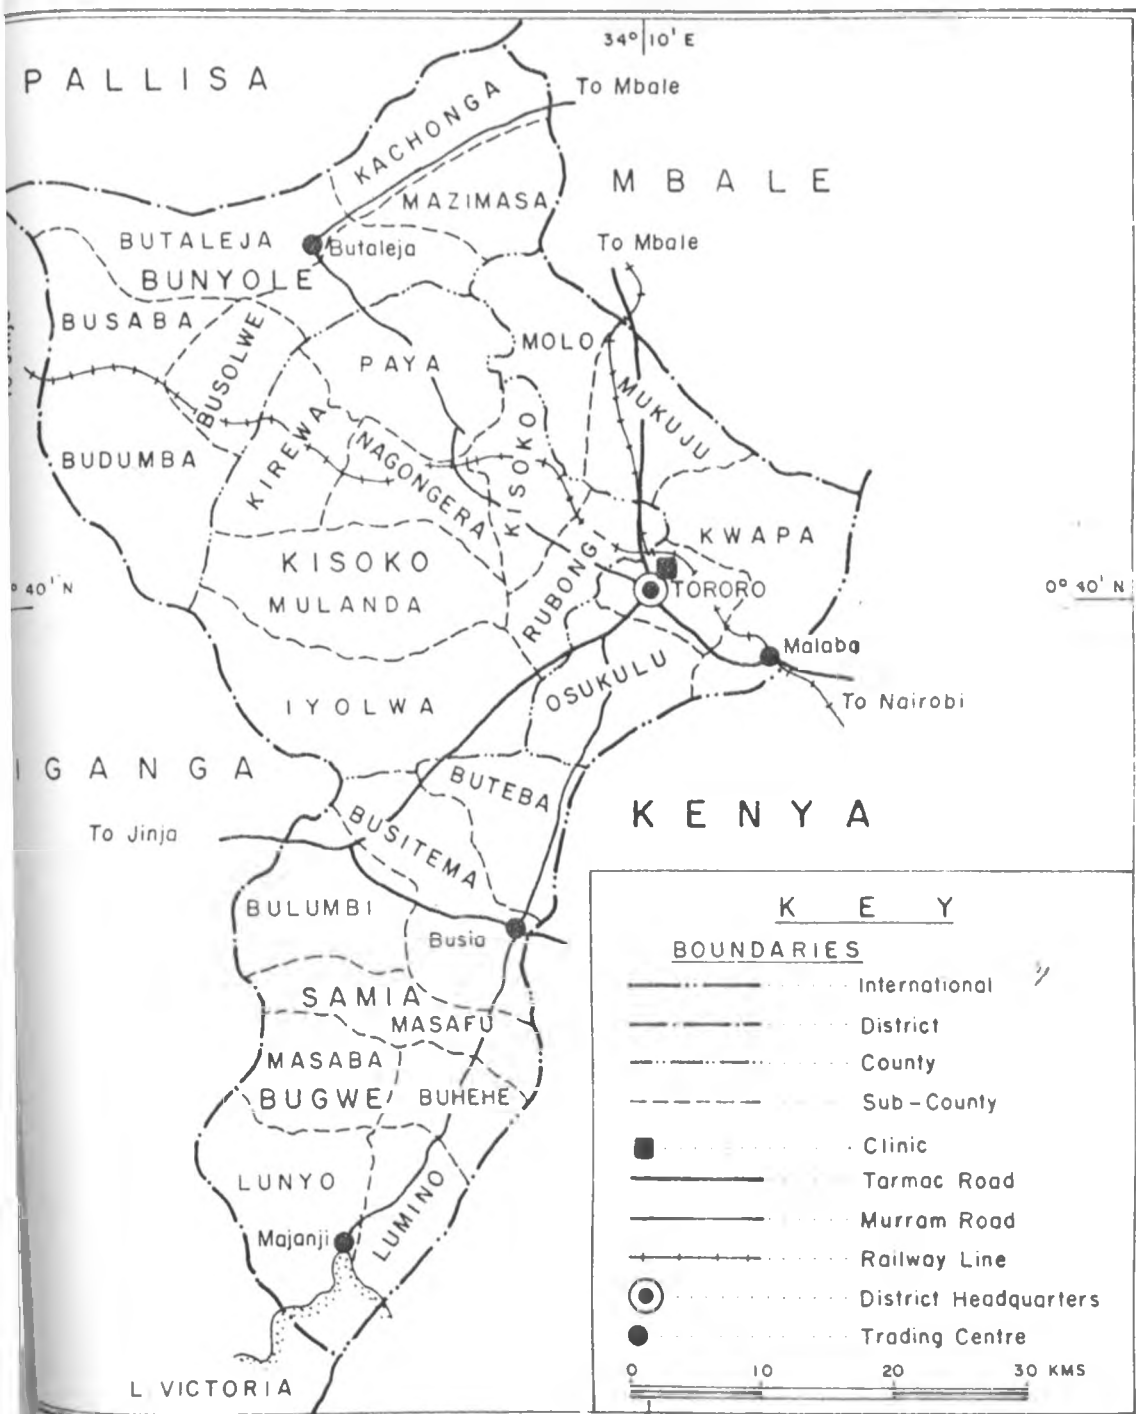 34° 10' E
PALLISA
To Mbale
KACHONGA
MBALE
MAZIMASA
To Mbale
BUTALEJA
Butaleja
BUNYOLE
BUSABA
BUSOLWE
MOLO
PAYA
MUKUJU
BUDUMBA
KIREWA
NAGONGERA
KISOKO
KWAPA
KISOKO
RUBONG
TORORO
° 40' N
0° 40' N
MULANDA
Malaba
OSUKULU
To Nairobi
IYOLWA
IGANGA
BUTEBA
KENYA
To Jinja
BUSITEMA
BULUMBI
Busia
SAMIA
MASAFU
MASABA
BUGWE
BUHEHE
LUNYO
LUMINO
Majanji
L. VICTORIA
KEY
BOUNDARIES
International
District
County
Sub-County
Clinic
Tarmac Road
Murram Road
Railway Line
District Headquarters
Trading Centre
0 10 20 30 KMS